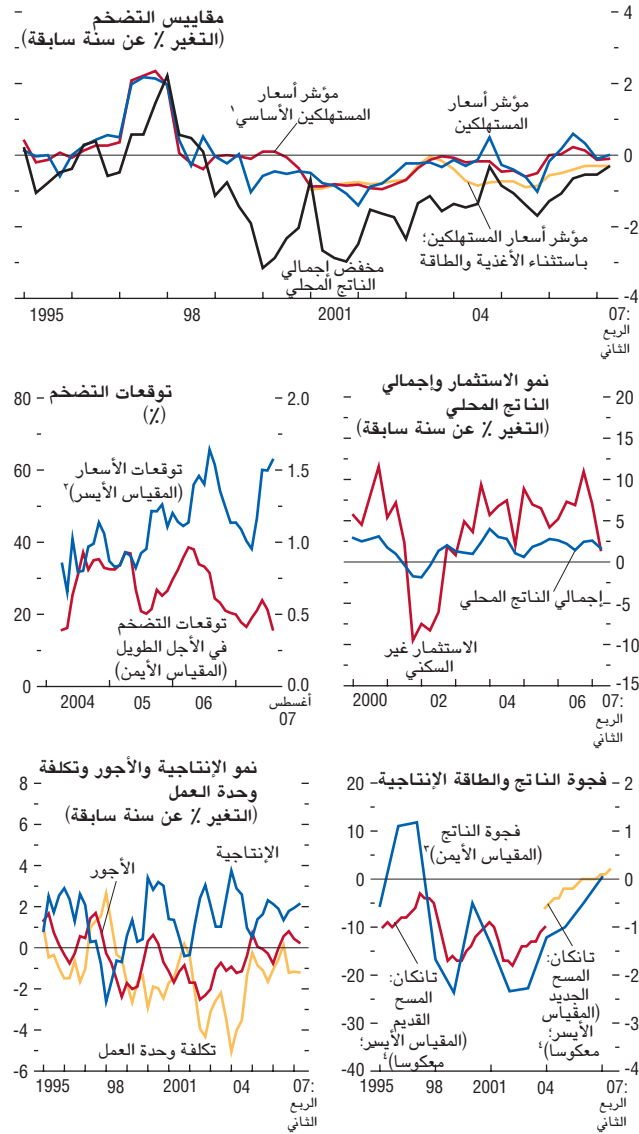 مقاييس التضخم
(التغير ٪ عن سنة سابقة)
4
2
0
-2
-4
مؤشر أسعار
المستهلكين الأساسي١
مؤشر أسعار
المستهلكين
مخفض إجمالي
الناتج المحلي
مؤشر أسعار المستهلكين؛
باستثناء الأغذية والطاقة
1995
98
2001
04
07:
الربع
الثاني
توقعات التضخم
(٪)
80
60
40
20
0
2.0
1.5
1.0
0.5
0.0
توقعات الأسعار
(المقياس الأيسر)٢
توقعات التضخم
في الأجل الطويل
(المقياس الأيمن)
2004
05
06
أغسطس
07
نمو الاستثمار وإجمالي
الناتج المحلي
(التغير ٪ عن سنة سابقة)
20
15
10
5
0
-5
-10
-15
إجمالي الناتج المحلي
الاستثمار غير
السكني
2000
02
04
06
07:
الربع
الثاني
نمو الإنتاجية والأجور وتكلفة
وحدة العمل
(التغير ٪ عن سنة سابقة)
8
6
4
2
0
-2
-4
-6
الإنتاجية
الأجور
تكلفة وحدة العمل
1995
98
2001
04
07:
الربع
الثاني
فجوة الناتج والطاقة الإنتاجية
20
10
0
-10
-20
-30
-40
2
1
0
-1
-2
-3
-4
فجوة الناتج
(المقياس الأيمن)٣
تانكان:
المسح
القديم
(المقياس الأيسر؛
معكوسا)٤
تانكان:
المسح
الجديد
(المقياس
الأيسر؛
معكوسا)٤
1995
98
2001
04
07:
الربع
الثاني